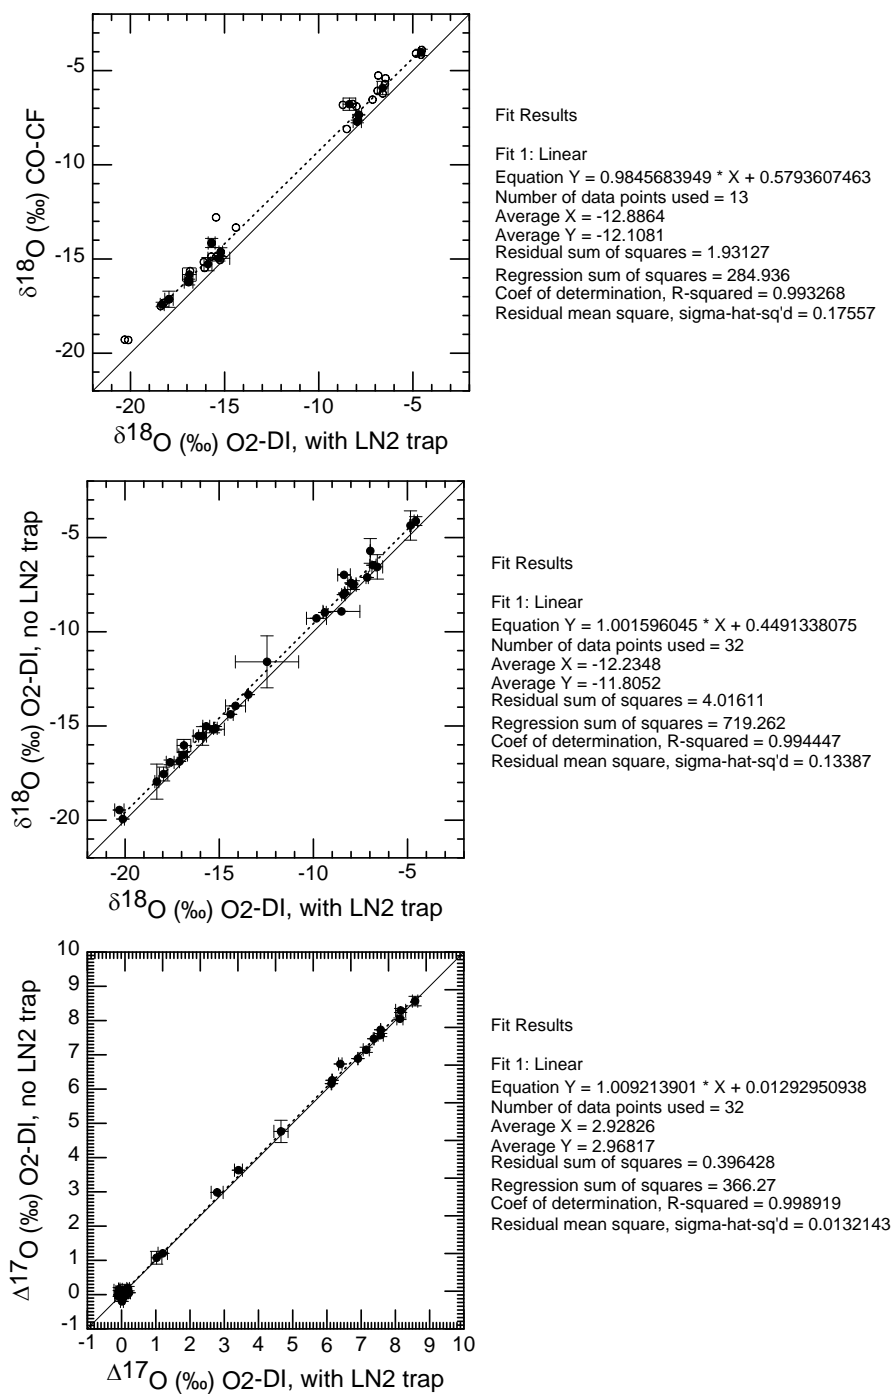 -5
-10
-15
-20
δ18O (‰) CO-CF
-20 -15 -10 -5
δ18O (‰) O2-DI, with LN2 trap
Fit Results
Fit 1: Linear
Equation Y = 0.9845683949 * X + 0.5793607463
Number of data points used = 13
Average X = -12.8864
Average Y = -12.1081
Residual sum of squares = 1.93127
Regression sum of squares = 284.936
Coef of determination, R-squared = 0.993268
Residual mean square, sigma-hat-sq'd = 0.17557
-5
-10
-15
-20
δ18O (‰) O2-DI, no LN2 trap
-20 -15 -10 -5
δ18O (‰) O2-DI, with LN2 trap
Fit Results
Fit 1: Linear
Equation Y = 1.001596045 * X + 0.4491338075
Number of data points used = 32
Average X = -12.2348
Average Y = -11.8052
Residual sum of squares = 4.01611
Regression sum of squares = 719.262
Coef of determination, R-squared = 0.994447
Residual mean square, sigma-hat-sq'd = 0.13387
10
9
8
7
6
5
4
3
2
1
0
-1
Δ17O (‰) O2-DI, no LN2 trap
-1 0 1 2 3 4 5 6 7 8 9 10
Δ17O (‰) O2-DI, with LN2 trap
Fit Results
Fit 1: Linear
Equation Y = 1.009213901 * X + 0.01292950938
Number of data points used = 32
Average X = 2.92826
Average Y = 2.96817
Residual sum of squares = 0.396428
Regression sum of squares = 366.27
Coef of determination, R-squared = 0.998919
Residual mean square, sigma-hat-sq'd = 0.0132143